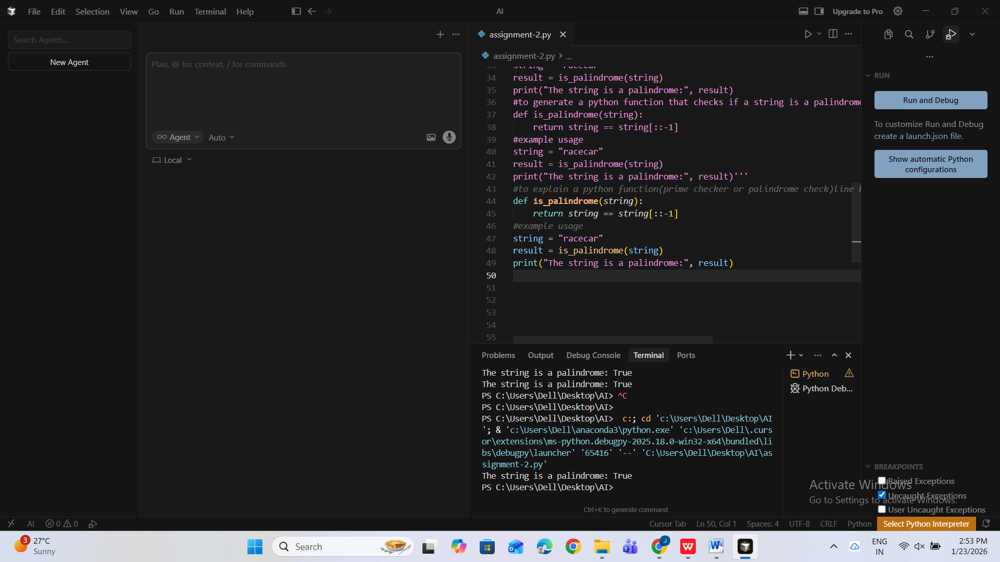 File Edit Selection View Go Run Terminal Help
AI
Upgrade to Pro
Search Agents...
New Agent
Plan, @ for context, / for commands
Agent
Auto
Local
assignment-2.py
assignment-2.py > ...
34 result = is_palindrome(string)
35 print("The string is a palindrome:", result)
36 #to generate a python function that checks if a string is a palindrome
37 def is_palindrome(string):
38 return string == string[::-1]
39 #example usage
40 string = "racecar"
41 result = is_palindrome(string)
42 print("The string is a palindrome:", result)'''
43 #to explain a python function(prime checker or palindrome check)line
44 def is_palindrome(string):
45 return string == string[::-1]
46 #example usage
47 string = "racecar"
48 result = is_palindrome(string)
49 print("The string is a palindrome:", result)
50
51
52
53
54
55
RUN
Run and Debug
To customize Run and Debug
create a launch.json file.
Show automatic Python
configurations
Problems Output Debug Console Terminal Ports
The string is a palindrome: True
The string is a palindrome: True
PS C:\Users\Dell\Desktop\AI> ^C
PS C:\Users\Dell\Desktop\AI>
PS C:\Users\Dell\Desktop\AI>  c:; cd 'c:\Users\Dell\Desktop\AI
'; & 'c:\Users\Dell\anaconda3\python.exe' 'c:\Users\Dell\.curs
or\extensions\ms-python.debugpy-2025.18.0-win32-x64\bundled\li
bs\debugpy\launcher' '65416' '--' 'C:\Users\Dell\Desktop\AI\as
signment-2.py'
The string is a palindrome: True
PS C:\Users\Dell\Desktop\AI>
Ctrl+K to generate command
Python
Python Deb...
BREAKPOINTS
Raised Exceptions
Uncaught Exceptions
User Uncaught Exceptions
Activate Windows
Go to Settings to activate Windows.
AI
0 0
Cursor Tab
Ln 50, Col 1
Spaces: 4
UTF-8
CRLF
Python
Select Python Interpreter
3
27°C
Sunny
Search
J
ENG
IN
2:53 PM
1/23/2026